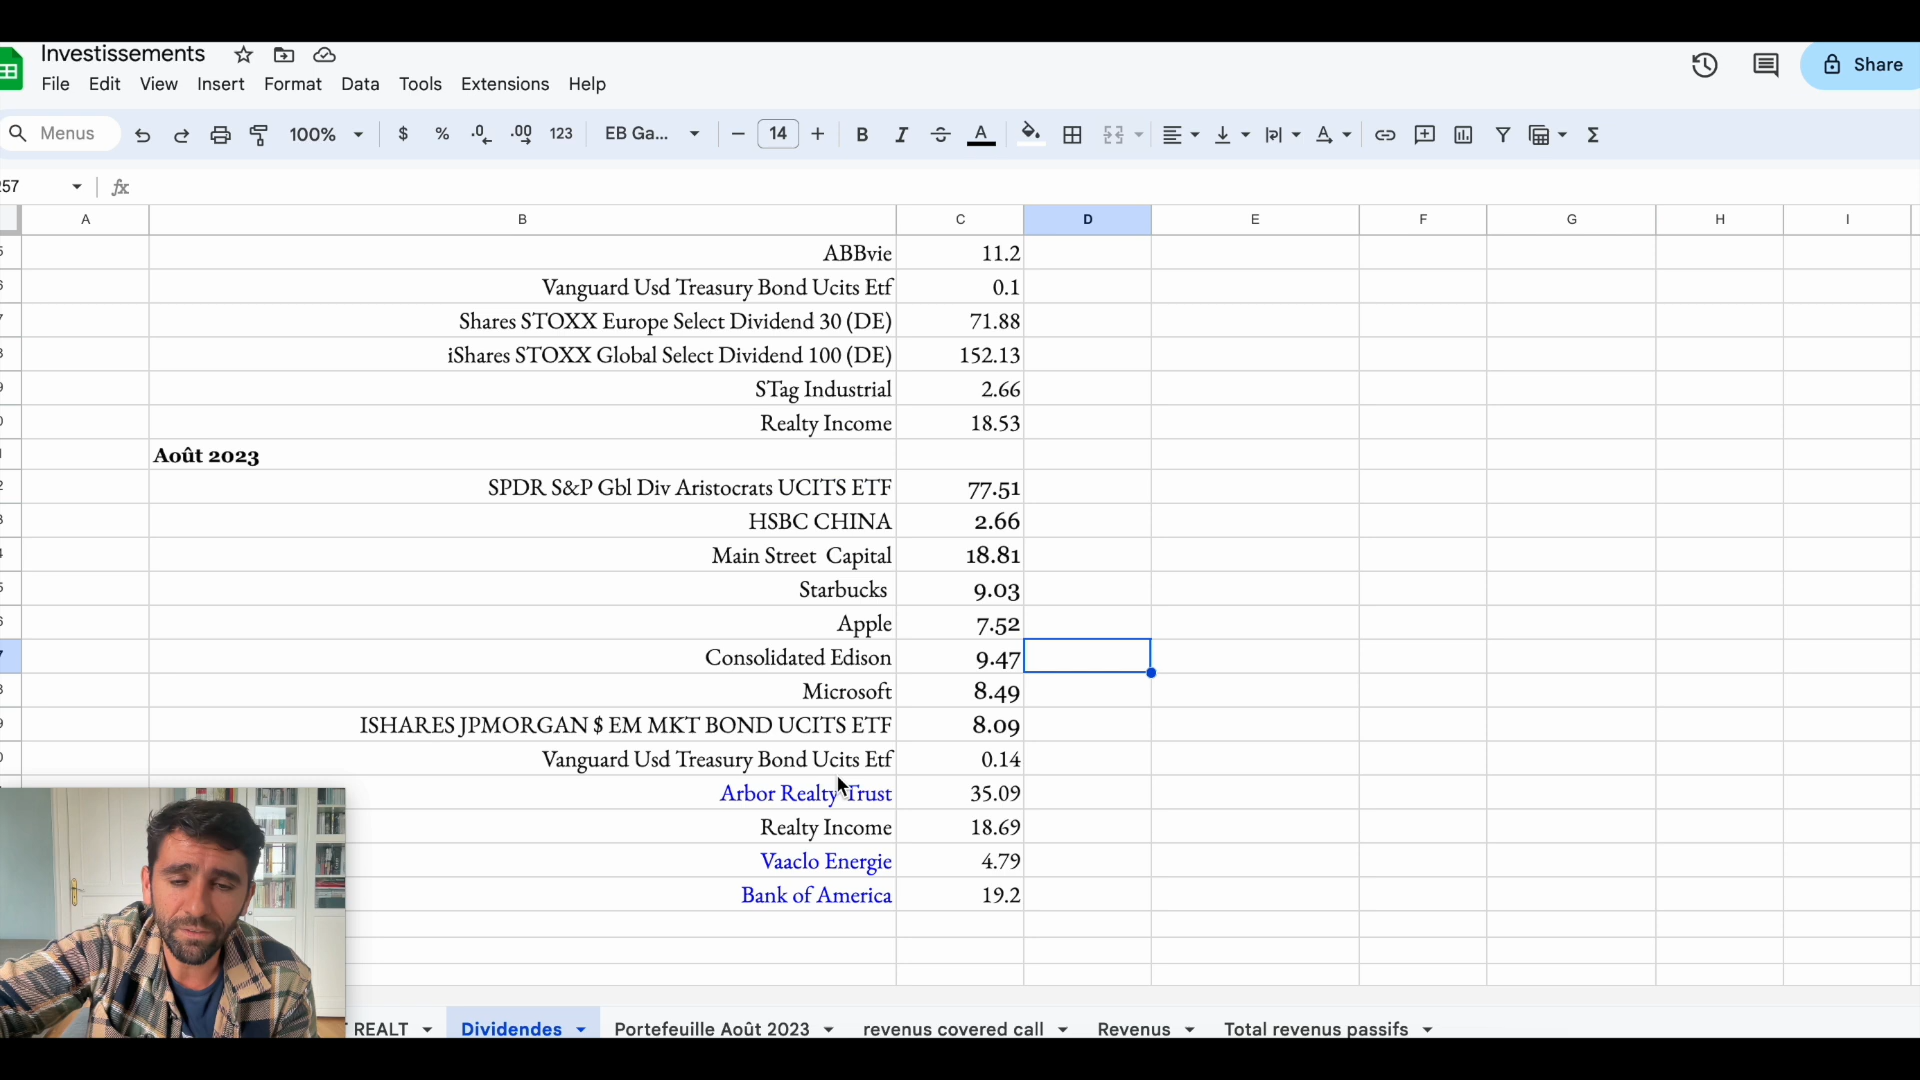 Investissements
File Edit View Insert Format Data Tools Extensions Help
Share
Menus 100% $ % .0 .00 123 EB Ga... 14 B I A Σ
57 fx
A B C D E F G H I
ABBvie 11.2
Vanguard Usd Treasury Bond Ucits Etf 0.1
Shares STOXX Europe Select Dividend 30 (DE) 71.88
iShares STOXX Global Select Dividend 100 (DE) 152.13
STag Industrial 2.66
Realty Income 18.53
Août 2023
SPDR S&P Gbl Div Aristocrats UCITS ETF 77.51
HSBC CHINA 2.66
Main Street Capital 18.81
Starbucks 9.03
Apple 7.52
Consolidated Edison 9.47
Microsoft 8.49
ISHARES JPMORGAN $ EM MKT BOND UCITS ETF 8.09
Vanguard Usd Treasury Bond Ucits Etf 0.14
Arbor Realty Trust 35.09
Realty Income 18.69
Vaaclo Energie 4.79
Bank of America 19.2
REALT Dividendes Portefeuille Août 2023 revenus covered call Revenus Total revenus passifs